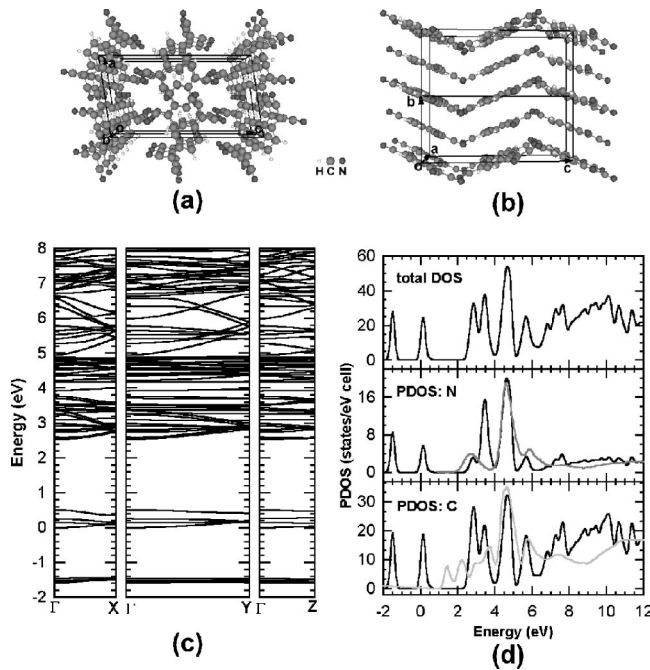 a
b
o
c
H C N
(a)
b
a
o
c
(b)
8
7
6
5
4
3
2
1
0
-1
-2
Energy (eV)
Γ X Γ Y Γ Z
(c)
60
40
20
0
total DOS
16
8
0
PDOS: N
30
20
10
0
PDOS: C
PDOS (states/eV cell)
-2 0 2 4 6 8 10 12
Energy (eV)
(d)